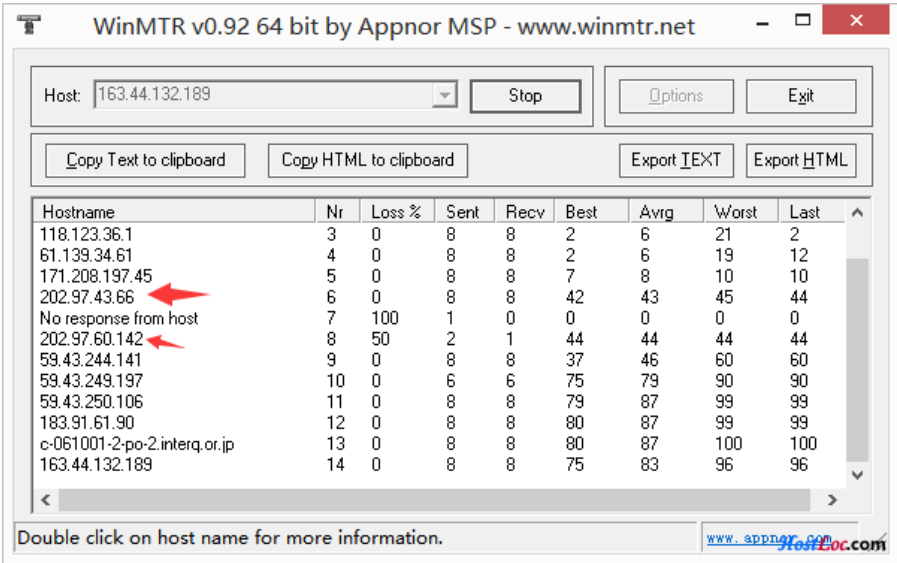 WinMTR v0.92 64 bit by Appnor MSP - www.winmtr.net
Host: 163.44.132.189 Stop Options Exit
Copy Text to clipboard Copy HTML to clipboard Export TEXT Export HTML
Hostname Nr Loss % Sent Recv Best Avrg Worst Last
118.123.36.1 3 0 8 8 2 6 21 2
61.139.34.61 4 0 8 8 2 6 19 12
171.208.197.45 5 0 8 8 7 8 10 10
202.97.43.66 6 0 8 8 42 43 45 44
No response from host 7 100 1 0 0 0 0 0
202.97.60.142 8 50 2 1 44 44 44 44
59.43.244.141 9 0 8 8 37 46 60 60
59.43.249.197 10 0 6 6 75 79 90 90
59.43.250.106 11 0 8 8 79 87 99 99
183.91.61.90 12 0 8 8 80 87 99 99
c-061001-2-po-2.interq.or.jp 13 0 8 8 80 87 100 100
163.44.132.189 14 0 8 8 75 83 96 96
Double click on host name for more information. www.appnor.com
HostLoc.com